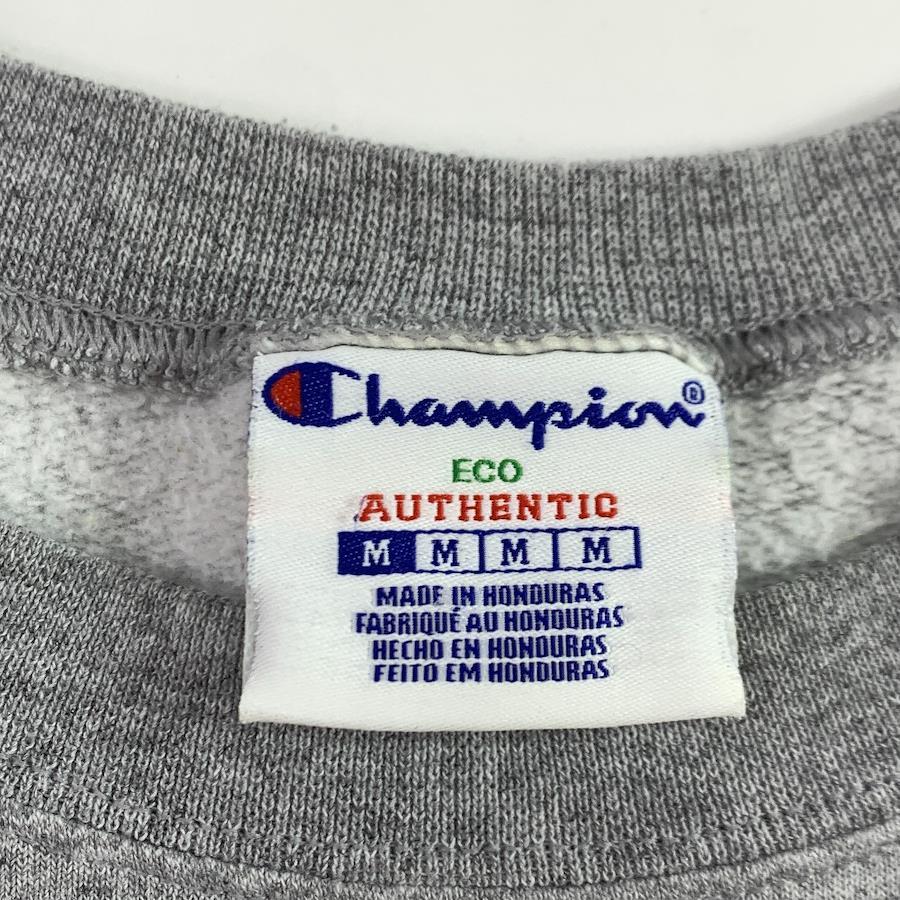 Champion®
ECO
AUTHENTIC
M M M M
MADE IN HONDURAS
FABRIQUÉ AU HONDURAS
HECHO EN HONDURAS
FEITO EM HONDURAS